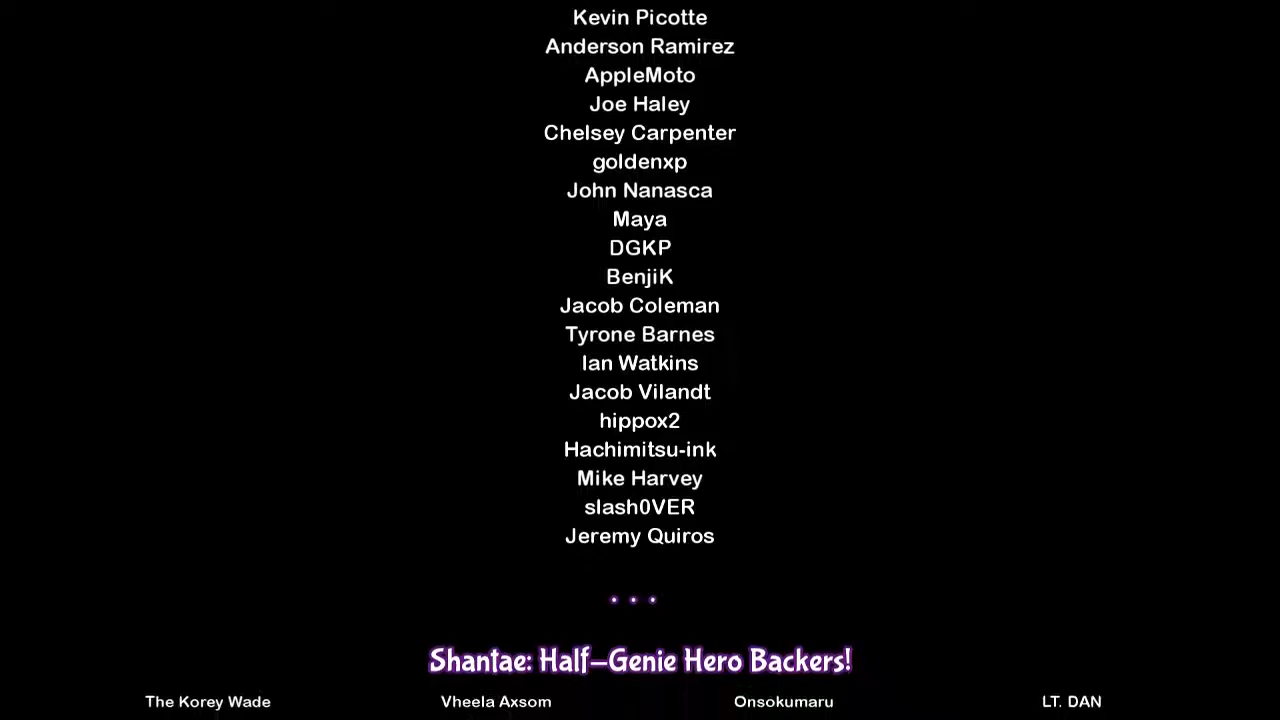 Kevin Picotte
Anderson Ramirez
AppleMoto
Joe Haley
Chelsey Carpenter
goldenxp
John Nanasca
Maya
DGKP
BenjiK
Jacob Coleman
Tyrone Barnes
Ian Watkins
Jacob Vilandt
hippox2
Hachimitsu-ink
Mike Harvey
slash0VER
Jeremy Quiros
. . .
Shantae: Half-Genie Hero Backers!
The Korey Wade Vheela Axsom Onsokumaru LT. DAN